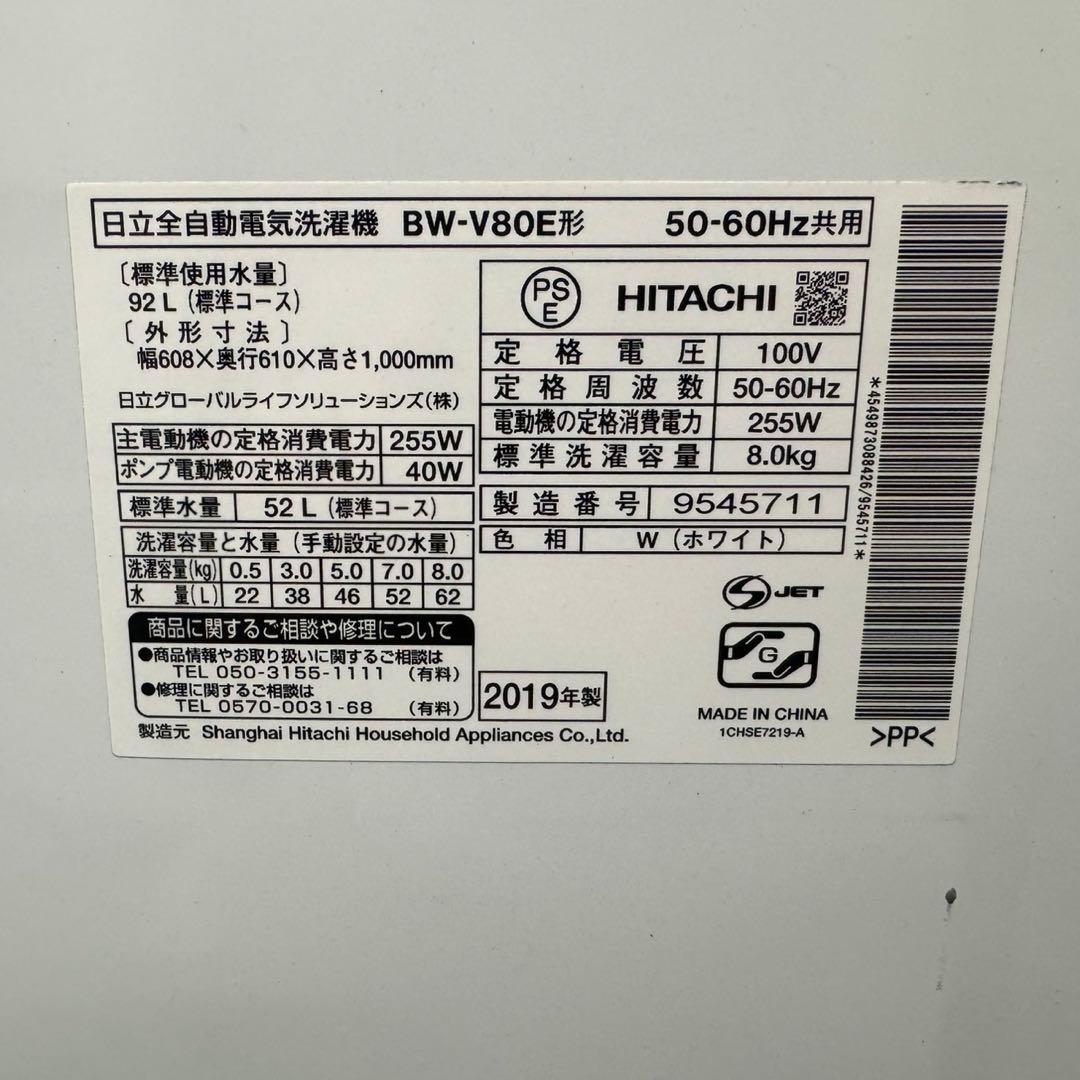 日立全自動電気洗濯機 BW-V80E形 50-60Hz共用
〔標準使用水量〕
92 L (標準コース)
〔外形寸法〕
幅608×奥行610×高さ1,000mm
日立グローバルライフソリューションズ(株)
主電動機の定格消費電力 255W
ポンプ電動機の定格消費電力 40W
標準水量 52 L (標準コース)
洗濯容量と水量 (手動設定の水量)
洗濯容量(kg) 0.5 3.0 5.0 7.0 8.0
水 量(L) 22 38 46 52 62
商品に関するご相談や修理について
●商品情報やお取り扱いに関するご相談は
TEL 050-3155-1111 (有料)
●修理に関するご相談は
TEL 0570-0031-68 (有料)
製造元 Shanghai Hitachi Household Appliances Co.,Ltd.
PSE HITACHI
定格電圧 100V
定格周波数 50-60Hz
電動機の定格消費電力 255W
標準洗濯容量 8.0kg
製造番号 9545711
色相 W (ホワイト)
S JET
G
2019年製
MADE IN CHINA
1CHSE7219-A
*4549873088426/9545711*
>PP<